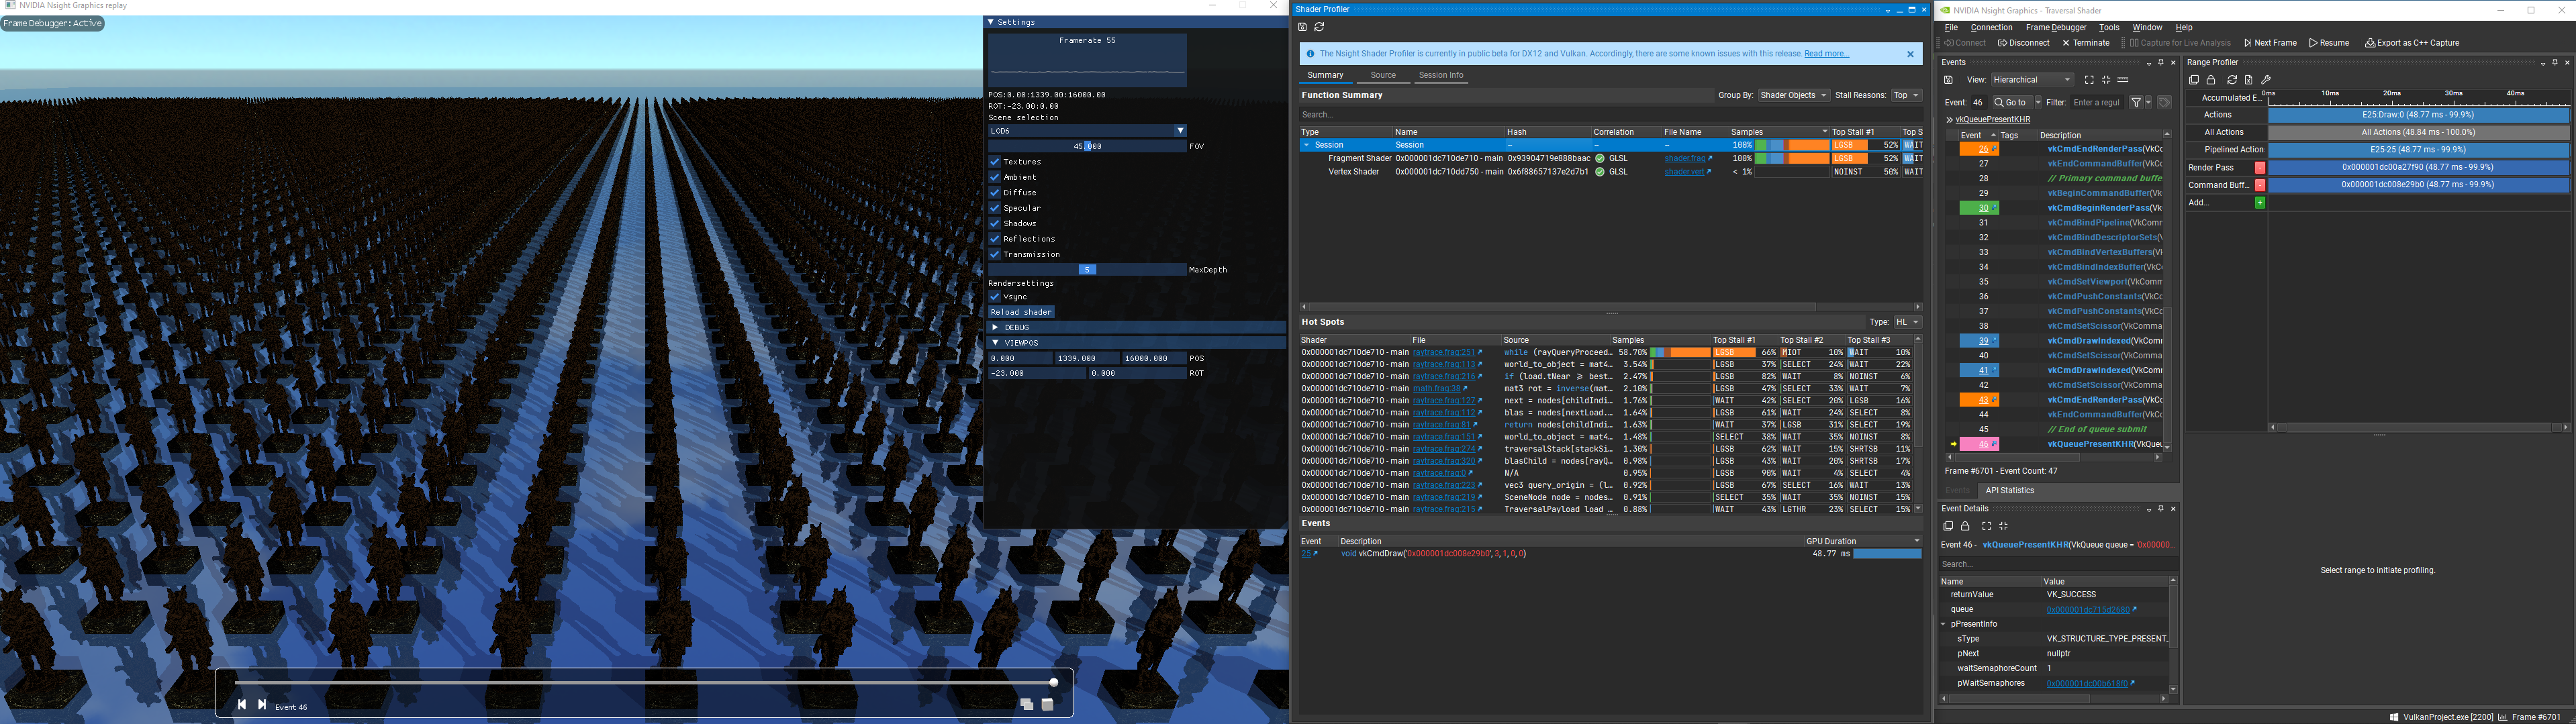 NVIDIA Nsight Graphics replay
Frame Debugger: Active
Settings
Framerate 55
POS:0.00:1339.00:16000.00
ROT:-23.00:0.00
Scene selection
LOD6
45.000 FOV
Textures
Ambient
Diffuse
Specular
Shadows
Reflections
Transmission
5 MaxDepth
Rendersettings
Vsync
Reload shader
DEBUG
VIEWPOS
0.000 1339.000 16000.000 POS
-23.000 0.000 ROT
Event 46
Shader Profiler
The Nsight Shader Profiler is currently in public beta for DX12 and Vulkan. Accordingly, there are some known issues with this release. Read more...
Summary Source Session Info
Function Summary Group By: Shader Objects Stall Reasons: Top
Search...
Type Name Hash Correlation File Name Samples Top Stall #1 Top S
Session Session — — — 100% LGSB 52% WAIT
Fragment Shader 0x000001dc710de710 - main 0x93904719e888baac GLSL shader.frag 100% LGSB 52% WAIT
Vertex Shader 0x000001dc710dd750 - main 0x6f88657137e2d7b1 GLSL shader.vert < 1% NOINST 50% WAIT
Hot Spots Type: HL
Shader File Source Samples Top Stall #1 Top Stall #2 Top Stall #3
0x000001dc710de710 - main raytrace.frag:251 while (rayQueryProceed... 58.70% LGSB 66% MIOT 10% WAIT 10%
0x000001dc710de710 - main raytrace.frag:113 world_to_object = mat4... 3.54% LGSB 37% SELECT 24% WAIT 22%
0x000001dc710de710 - main raytrace.frag:216 if (load.tNear >= best... 2.47% LGSB 82% WAIT 8% NOINST 6%
0x000001dc710de710 - main math.frag:38 mat3 rot = inverse(mat... 2.18% LGSB 47% SELECT 33% WAIT 7%
0x000001dc710de710 - main raytrace.frag:127 next = nodes[childIndi... 1.76% WAIT 42% SELECT 20% LGSB 16%
0x000001dc710de710 - main raytrace.frag:112 blas = nodes[nextLoad.... 1.64% LGSB 61% WAIT 24% SELECT 8%
0x000001dc710de710 - main raytrace.frag:81 return nodes[childIndi... 1.63% WAIT 37% LGSB 31% SELECT 19%
0x000001dc710de710 - main raytrace.frag:151 world_to_object = mat4... 1.48% SELECT 38% WAIT 35% NOINST 8%
0x000001dc710de710 - main raytrace.frag:274 traversalStack[stackSi... 1.30% LGSB 62% WAIT 15% SHRTSB 11%
0x000001dc710de710 - main raytrace.frag:320 blasChild = nodes[rayQ... 0.98% LGSB 43% WAIT 20% SHRTSB 17%
0x000001dc710de710 - main raytrace.frag:0 N/A 0.95% LGSB 90% WAIT 4% SELECT 4%
0x000001dc710de710 - main raytrace.frag:223 vec3 query_origin = (l... 0.92% LGSB 67% SELECT 16% WAIT 13%
0x000001dc710de710 - main raytrace.frag:219 SceneNode node = nodes... 0.91% SELECT 35% WAIT 35% NOINST 15%
0x000001dc710de710 - main raytrace.frag:215 TraversalPayload load ... 0.88% WAIT 43% LGTHR 23% SELECT 15%
Events
Event Description GPU Duration
25 void vkCmdDraw('0x000001dc008e29b0', 3, 1, 0, 0) 48.77 ms
NVIDIA Nsight Graphics - Traversal Shader
File Connection Frame Debugger Tools Window Help
Connect Disconnect Terminate Capture for Live Analysis Next Frame Resume Export as C++ Capture
Events
View: Hierarchical
Event: 46 Go to Filter: Enter a regul
vkQueuePresentKHR
Event Tags Description
26 vkCmdEndRenderPass(VkC
27 vkEndCommandBuffer(VkC
28 // Primary command buffe
29 vkBeginCommandBuffer(V
30 vkCmdBeginRenderPass(Vk
31 vkCmdBindPipeline(VkComm
32 vkCmdBindDescriptorSets(V
33 vkCmdBindVertexBuffers(V
34 vkCmdBindIndexBuffer(VkC
35 vkCmdSetViewport(VkComm
36 vkCmdPushConstants(VkCo
37 vkCmdPushConstants(VkCo
38 vkCmdSetScissor(VkComma
39 vkCmdDrawIndexed(VkCom
40 vkCmdSetScissor(VkComma
41 vkCmdDrawIndexed(VkCom
42 vkCmdSetScissor(VkComma
43 vkCmdEndRenderPass(VkC
44 vkEndCommandBuffer(VkC
45 // End of queue submit
46 vkQueuePresentKHR(VkQue
Frame #6701 - Event Count: 47
Events API Statistics
Event Details
Event 46 - vkQueuePresentKHR(VkQueue queue = '0x00000...
Search...
Name Value
returnValue VK_SUCCESS
queue 0x000001dc715d2680
pPresentInfo
sType VK_STRUCTURE_TYPE_PRESENT_
pNext nullptr
waitSemaphoreCount 1
pWaitSemaphores 0x000001dc00b618f0
Range Profiler
Accumulated E... 0ms 10ms 20ms 30ms 40ms
Actions E25:Draw:0 (48.77 ms - 99.9%)
All Actions All Actions (48.84 ms - 100.0%)
Pipelined Action E25-25 (48.77 ms - 99.9%)
Render Pass 0x000001dc00a27f90 (48.77 ms - 99.9%)
Command Buff... 0x000001dc008e29b0 (48.77 ms - 99.9%)
Add...
Select range to initiate profiling.
VulkanProject.exe [2200] Frame #6701